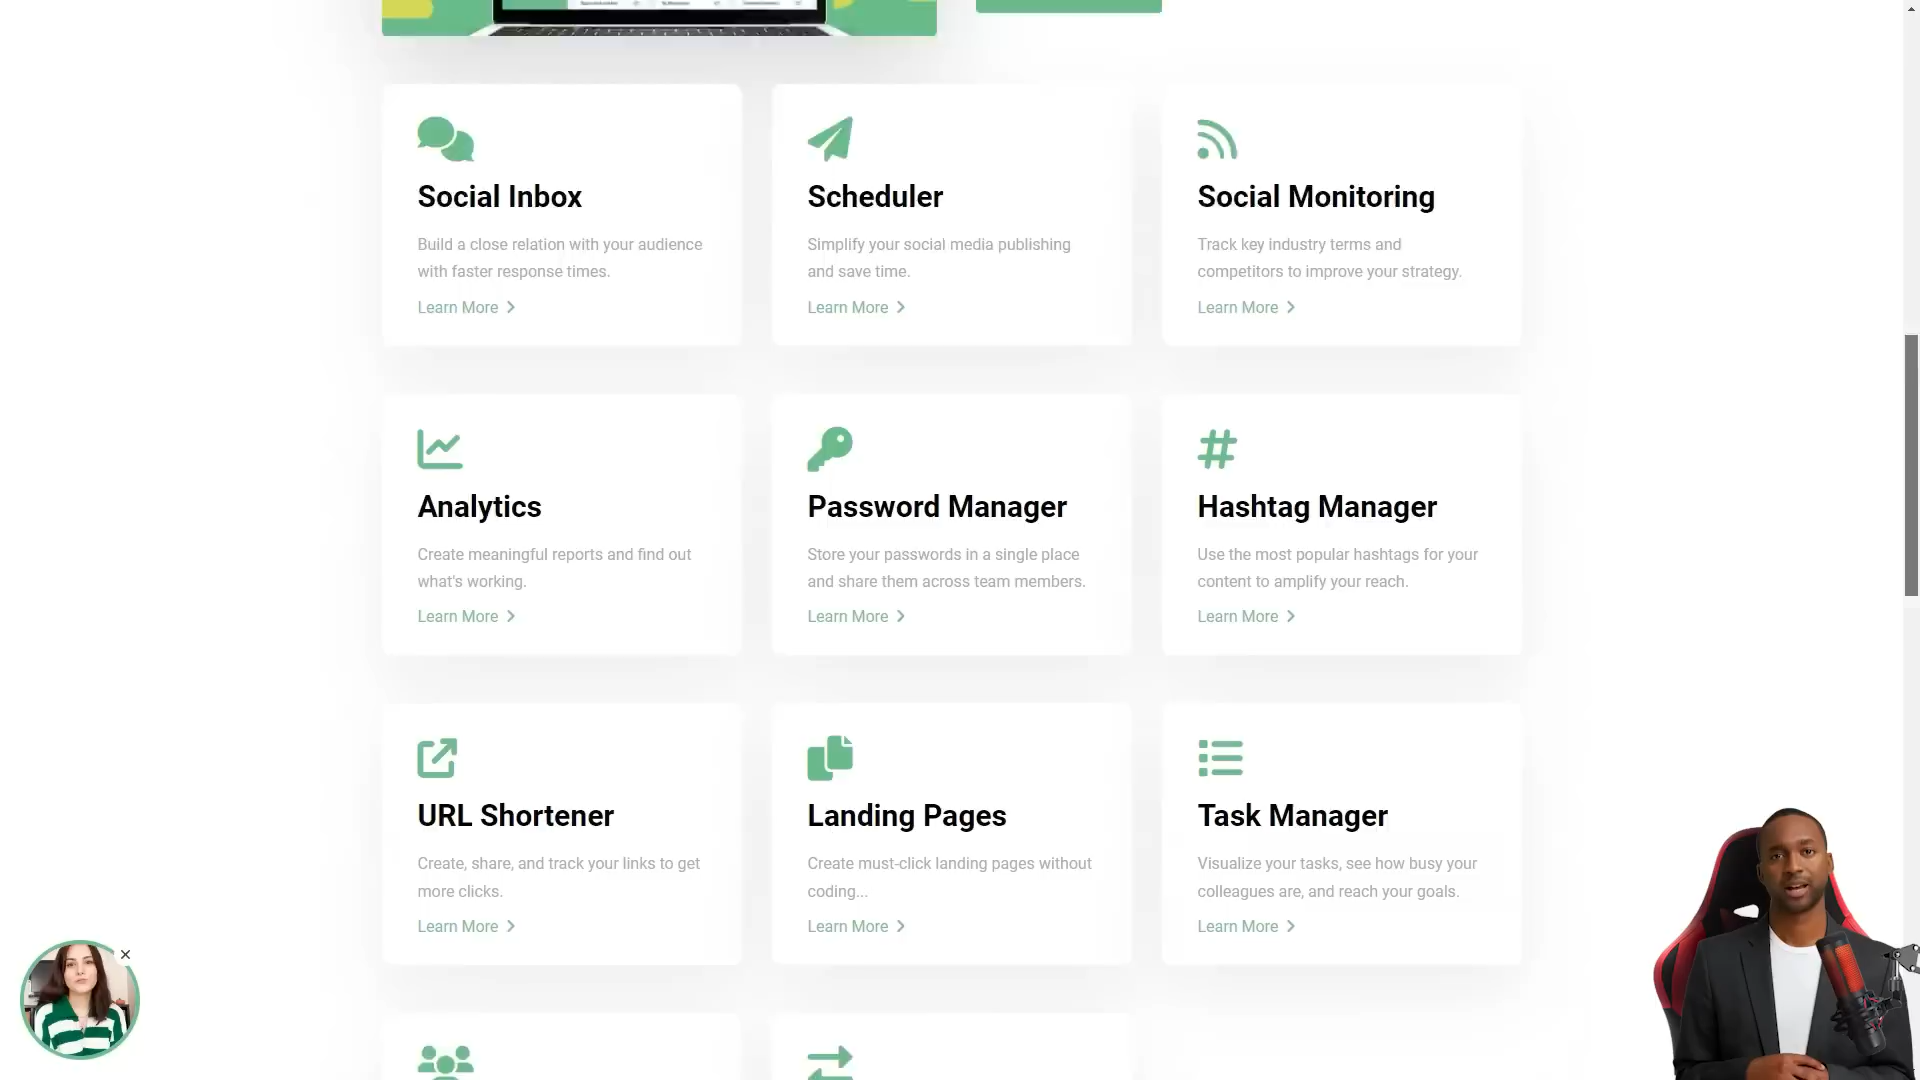 Social Inbox
Build a close relation with your audience
with faster response times.
Learn More
Scheduler
Simplify your social media publishing
and save time.
Learn More
Social Monitoring
Track key industry terms and
competitors to improve your strategy.
Learn More
Analytics
Create meaningful reports and find out
what's working.
Learn More
Password Manager
Store your passwords in a single place
and share them across team members.
Learn More
Hashtag Manager
Use the most popular hashtags for your
content to amplify your reach.
Learn More
URL Shortener
Create, share, and track your links to get
more clicks.
Learn More
Landing Pages
Create must-click landing pages without
coding...
Learn More
Task Manager
Visualize your tasks, see how busy your
colleagues are, and reach your goals.
Learn More